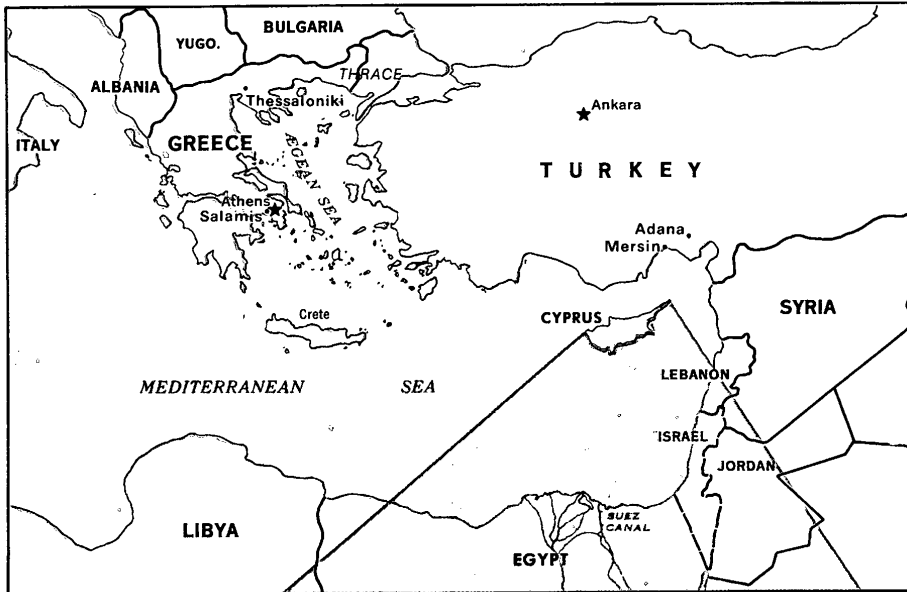 BULGARIA
YUGO.
THRACE
ALBANIA
Thessaloniki
Ankara
ITALY
GREECE
ÆGEAN SEA
TURKEY
Athens
Salamis
Adana
Mersin
Crete
CYPRUS
SYRIA
MEDITERRANEAN SEA
LEBANON
ISRAEL
JORDAN
LIBYA
SUEZ
CANAL
EGYPT